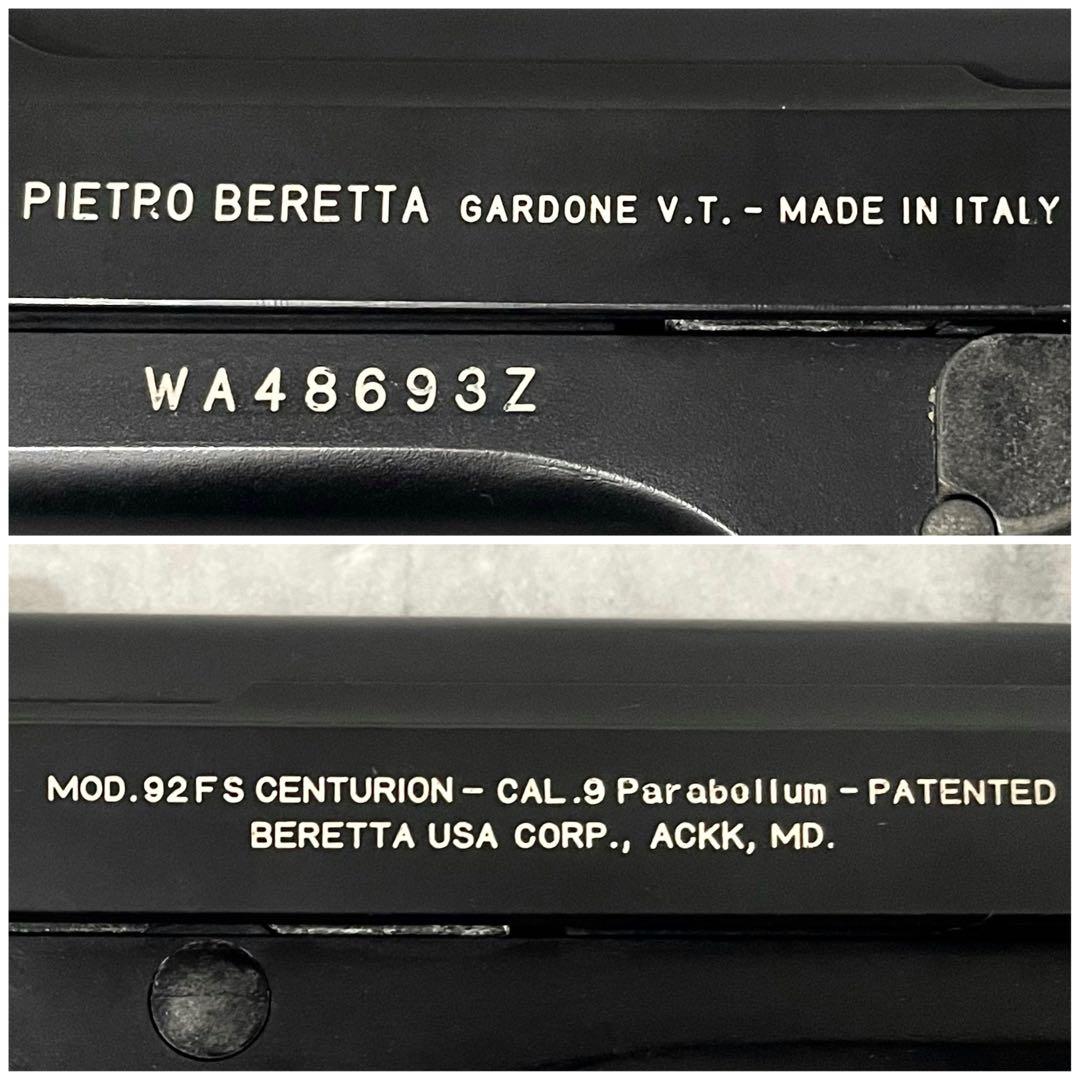 PIETRO BERETTA GARDONE V.T. - MADE IN ITALY
WA48693Z
MOD.92FS CENTURION - CAL.9 Parabollum - PATENTED
BERETTA USA CORP., ACKK, MD.